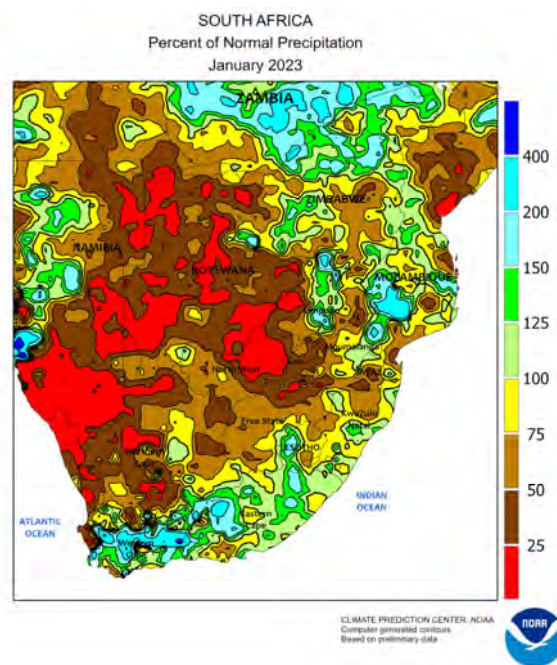 SOUTH AFRICA
Percent of Normal Precipitation
January 2023
ZAMBIA
ZIMBABWE
NAMIBIA
BOTSWANA
MOZAMBIQUE
North West
Free State
KwaZulu
Natal
LESOTHO
Eastern
Cape
ATLANTIC
OCEAN
INDIAN
OCEAN
400
200
150
125
100
75
50
25
CLIMATE PREDICTION CENTER, NOAA
Computer generated contours
Based on preliminary data
NOAA